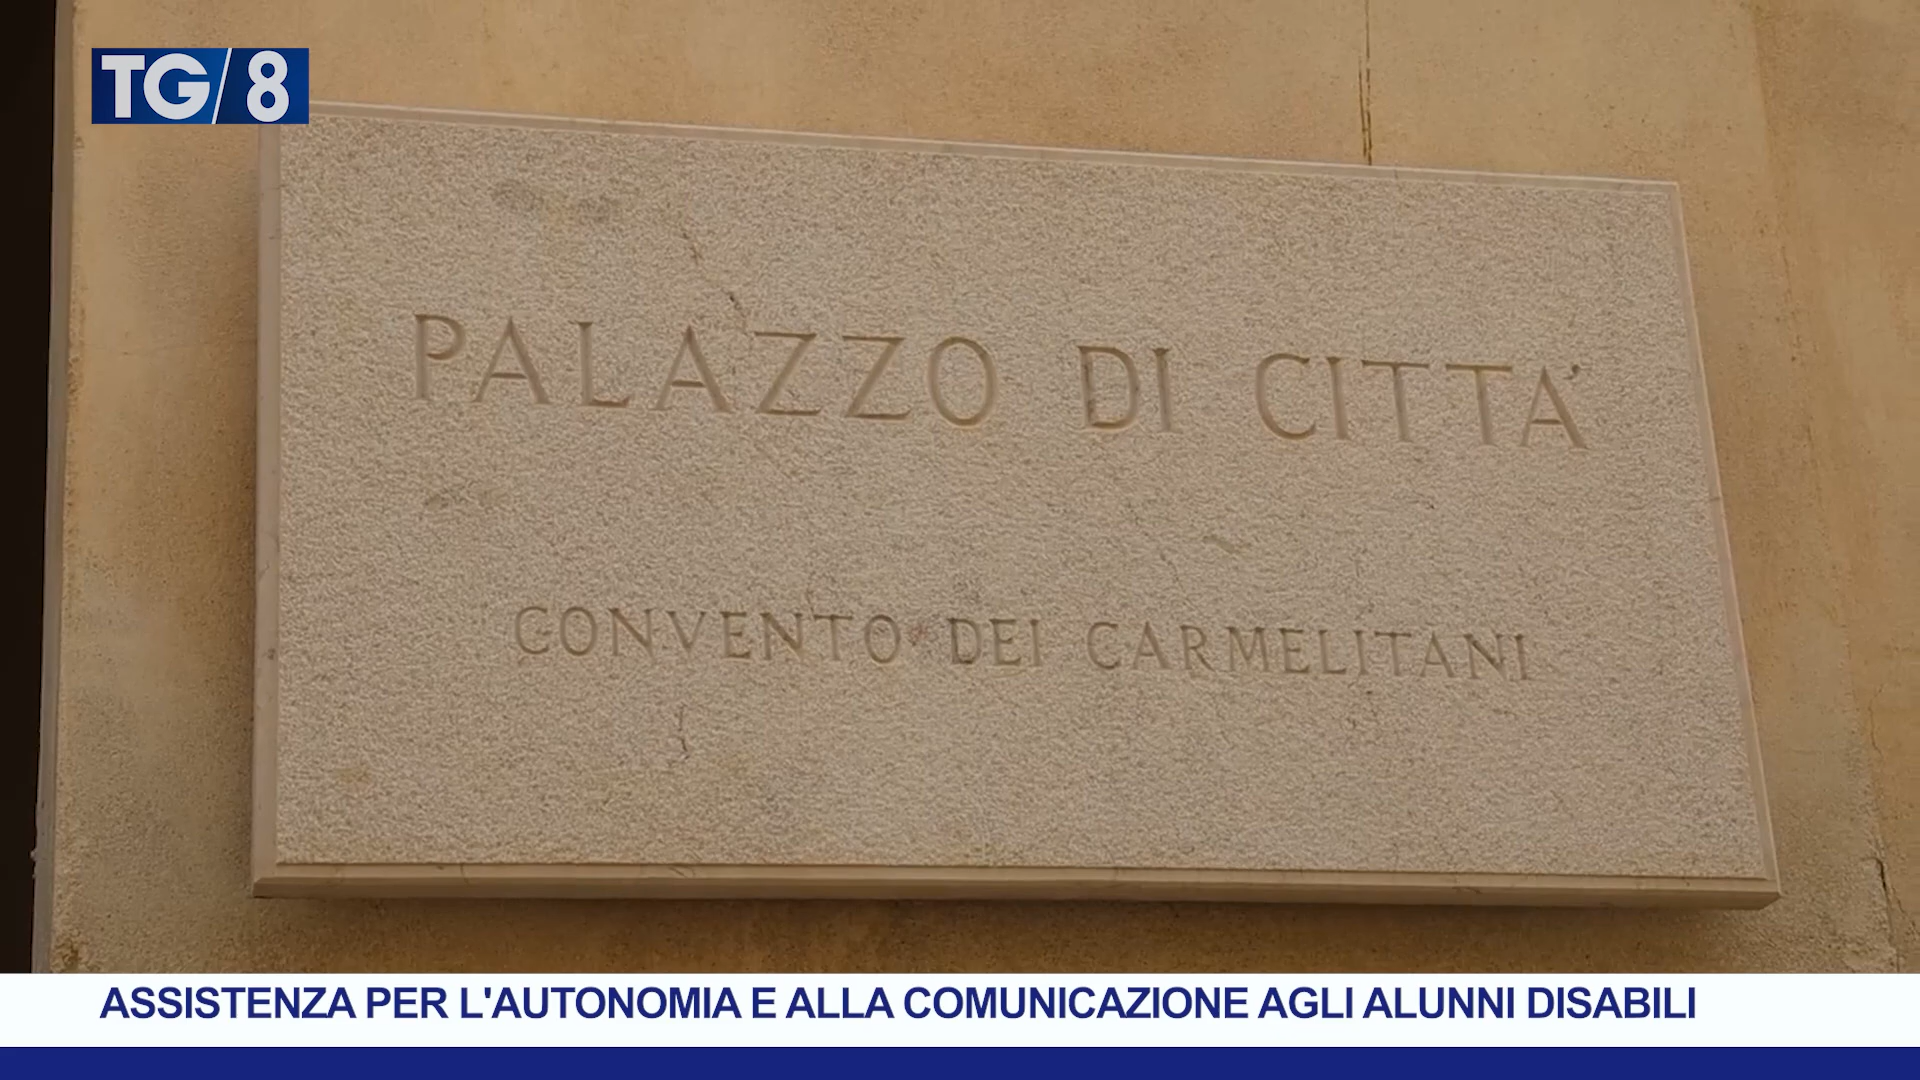 TG/8
PALAZZO DI CITTA'
CONVENTO DEI CARMELITANI
ASSISTENZA PER L'AUTONOMIA E ALLA COMUNICAZIONE AGLI ALUNNI DISABILI